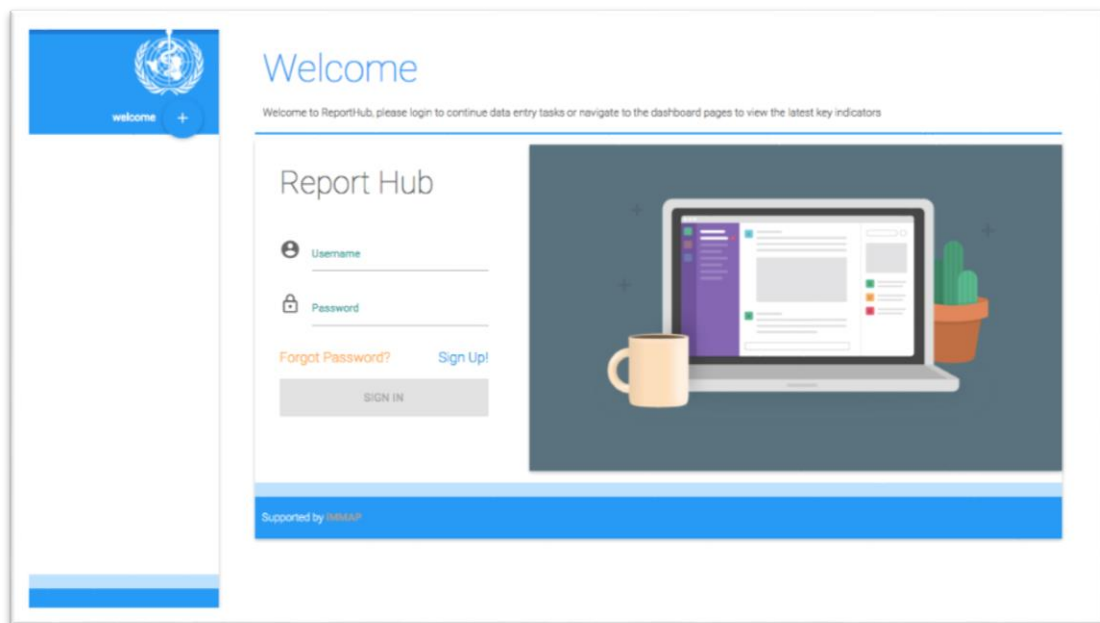 welcome +
Welcome
Welcome to ReportHub, please login to continue data entry tasks or navigate to the dashboard pages to view the latest key indicators
Report Hub
Username
Password
Forgot Password? Sign Up!
SIGN IN
Supported by iMMAP